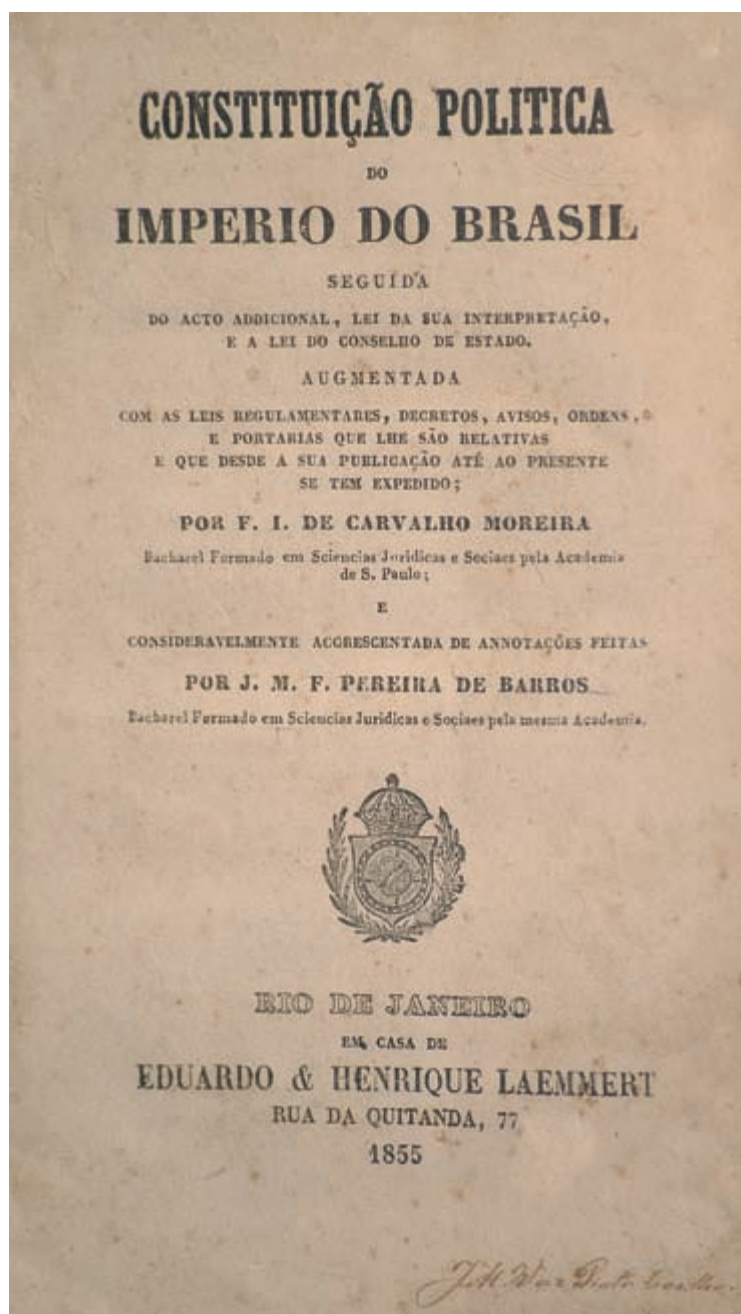 CONSTITUIÇÃO POLITICA
DO
IMPERIO DO BRASIL
SEGUIDA
DO ACTO ADDICIONAL, LEI DA SUA INTERPRETAÇÃO,
E A LEI DO CONSELHO DE ESTADO.
AUGMENTADA
COM AS LEIS REGULAMENTARES, DECRETOS, AVISOS, ORDENS,
E PORTARIAS QUE LHE SÃO RELATIVAS
E QUE DESDE A SUA PUBLICAÇÃO ATÉ AO PRESENTE
SE TEM EXPEDIDO;
POR F. I. DE CARVALHO MOREIRA
Bacharel Formado em Sciencias Juridicas e Sociaes pela Academia
de S. Paulo;
E
CONSIDERAVELMENTE ACCRESCENTADA DE ANNOTAÇÕES FEITAS
POR J. M. F. PEREIRA DE BARROS
Bacharel Formado em Sciencias Juridicas e Sociaes pela mesma Academia.
RIO DE JANEIRO
EM CASA DE
EDUARDO & HENRIQUE LAEMMERT
RUA DA QUITANDA, 77
1855